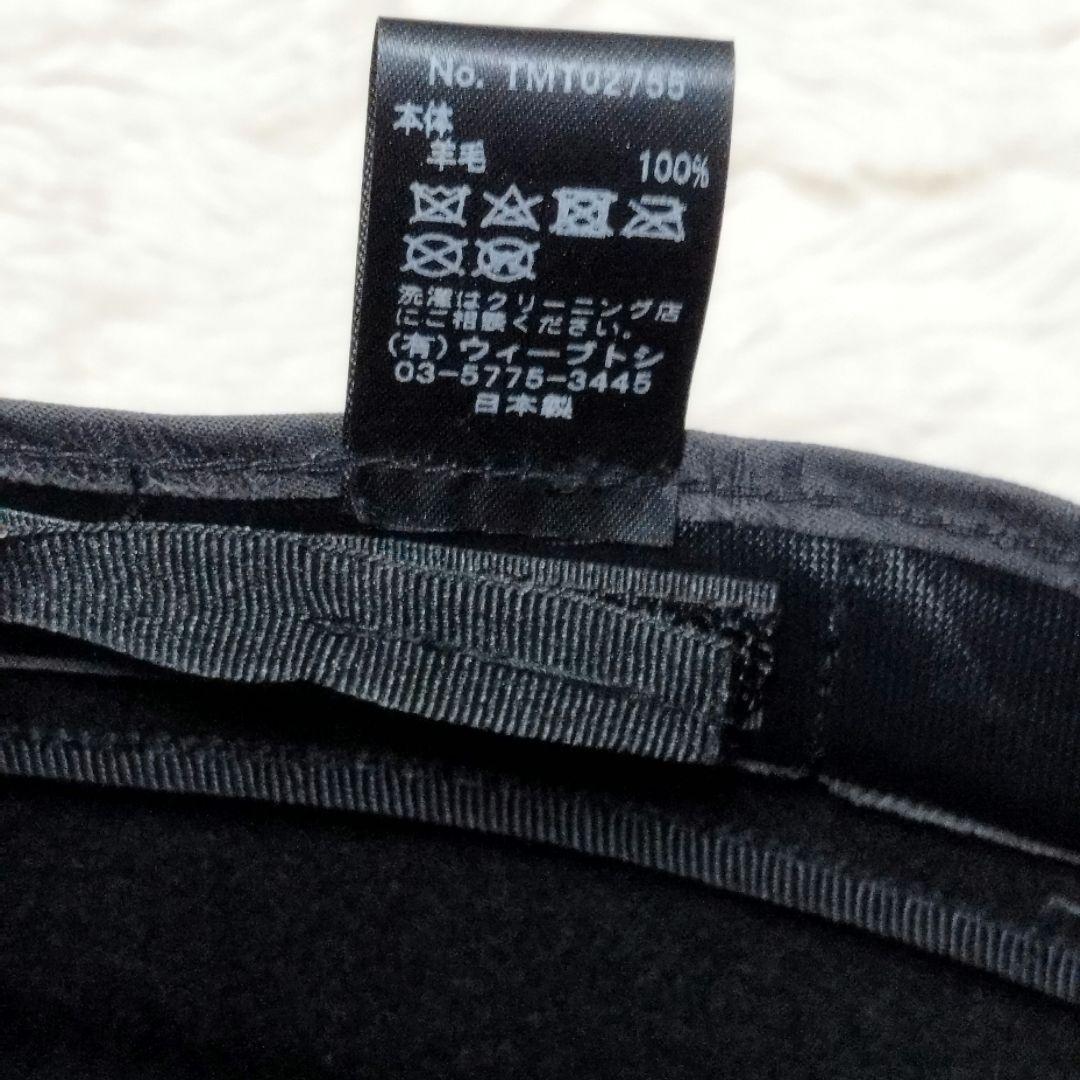 No. TMT02755
本体
羊毛 100%
洗濯はクリーニング店
にご相談ください。
(有)ウィーブトシ
03-5775-3445
日本製